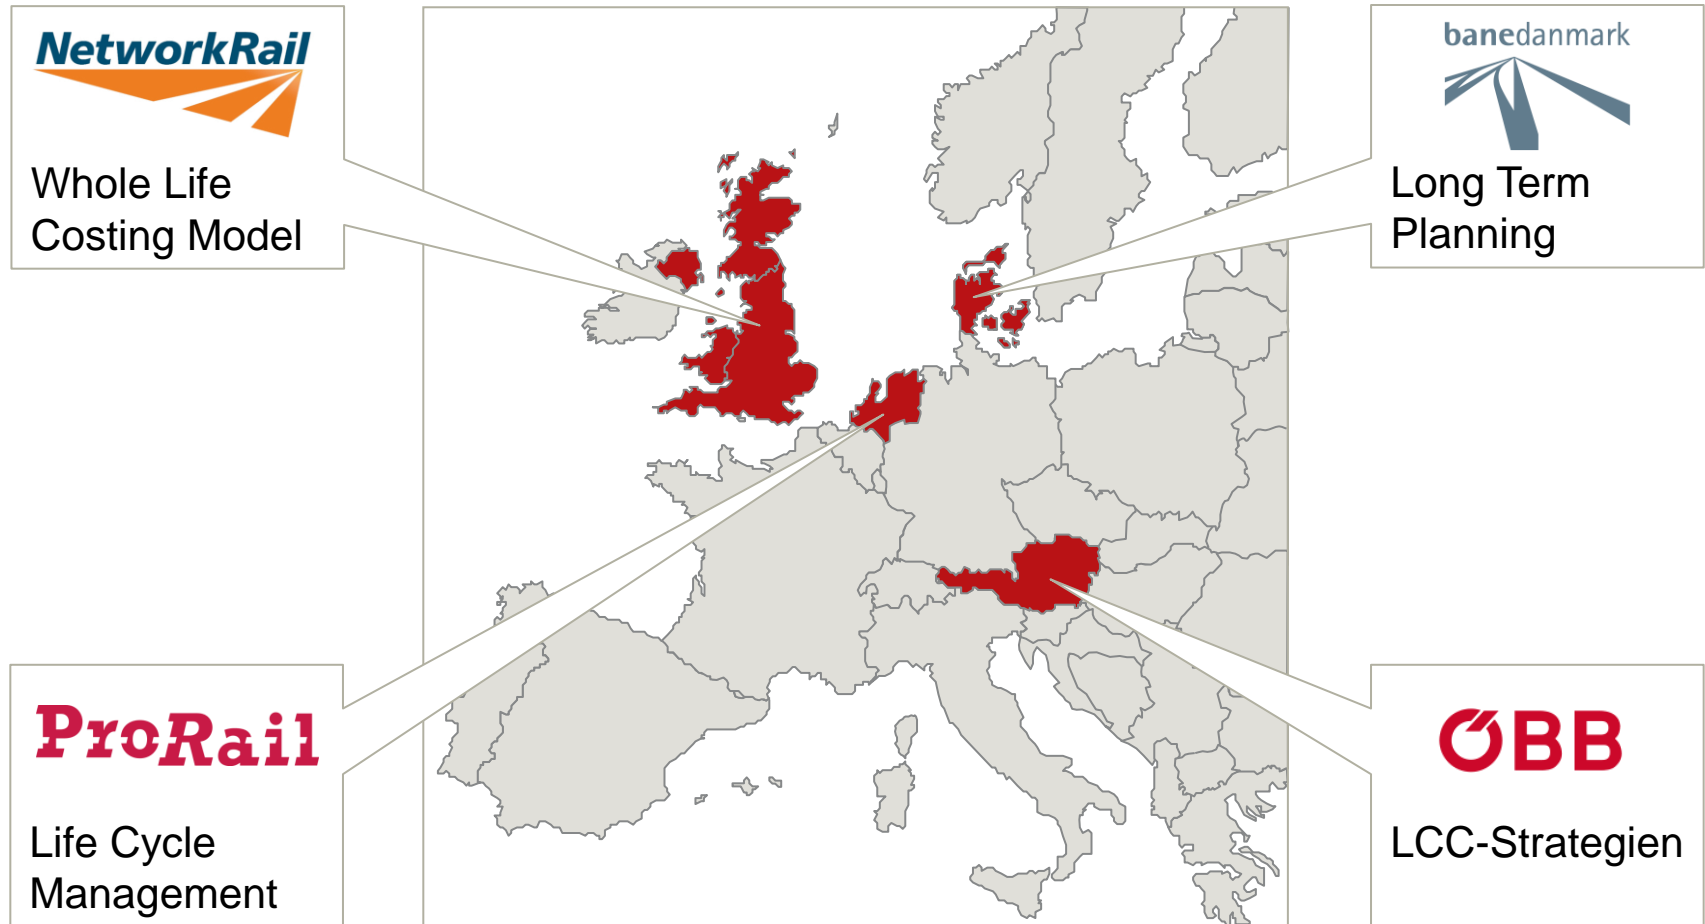 NetworkRail
Whole Life
Costing Model
banedanmark
Long Term
Planning
ProRail
Life Cycle
Management
ÖBB
LCC-Strategien